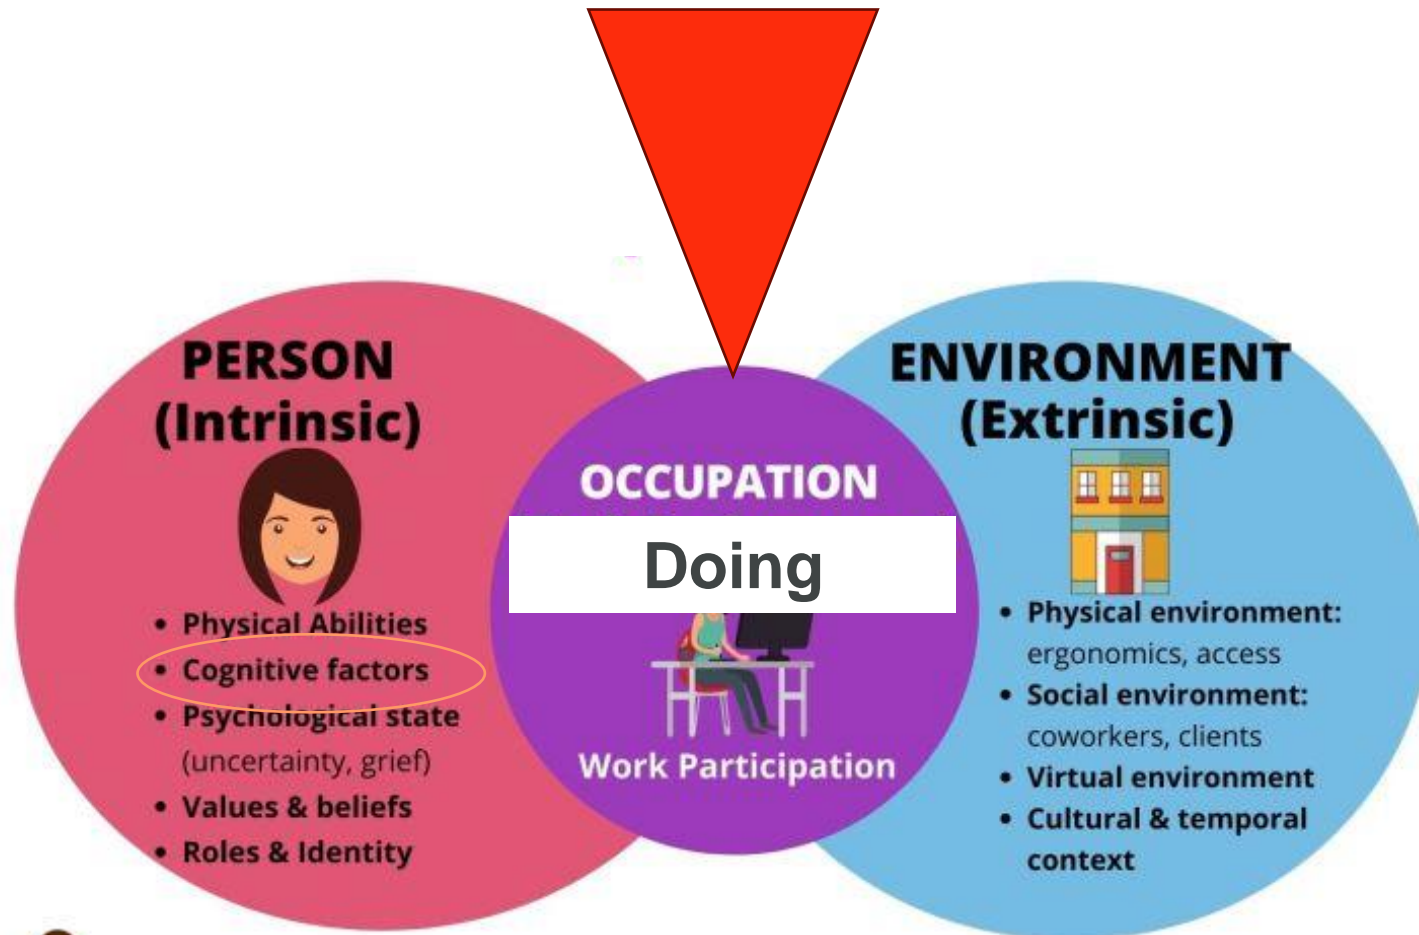 PERSON
(Intrinsic)
• Physical Abilities
• Cognitive factors
• Psychological state
(uncertainty, grief)
• Values & beliefs
• Roles & Identity
OCCUPATION
Doing
Work Participation
ENVIRONMENT
(Extrinsic)
• Physical environment:
ergonomics, access
• Social environment:
coworkers, clients
• Virtual environment
• Cultural & temporal
context